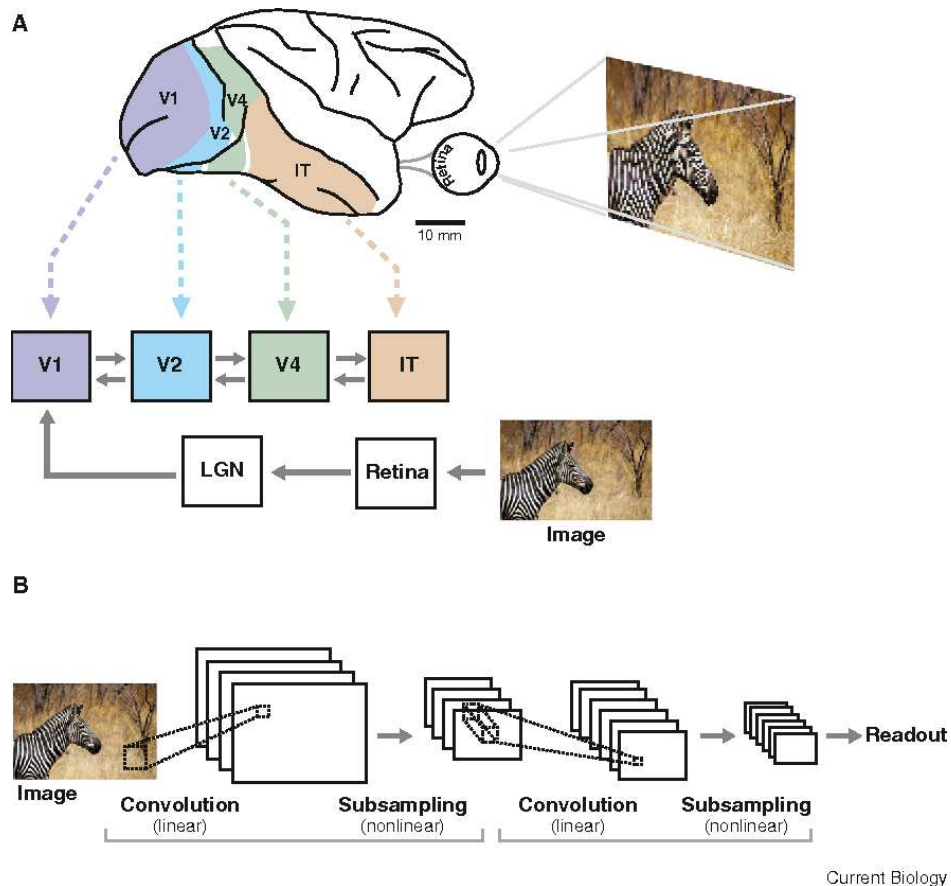 A
V1
V4
V2
IT
Retina
10 mm
V1
V2
V4
IT
LGN
Retina
Image
B
Readout
Image
Convolution
(linear)
Subsampling
(nonlinear)
Convolution
(linear)
Subsampling
(nonlinear)
Current Biology